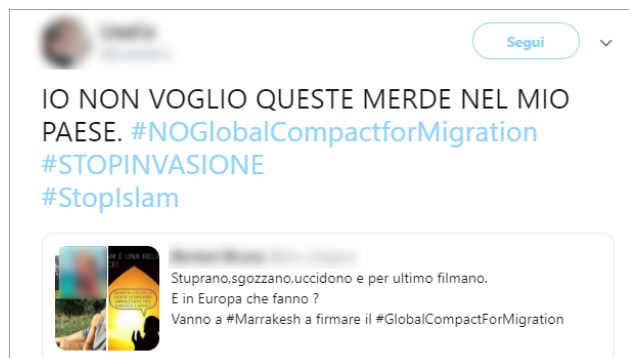 Segui
IO NON VOGLIO QUESTE MERDE NEL MIO
PAESE. #NOGlobalCompactforMigration
#STOPINVASIONE
#StopIslam
Stuprano,sgozzano,uccidono e per ultimo filmano.
E in Europa che fanno ?
Vanno a #Marrakesh a firmare il #GlobalCompactForMigration